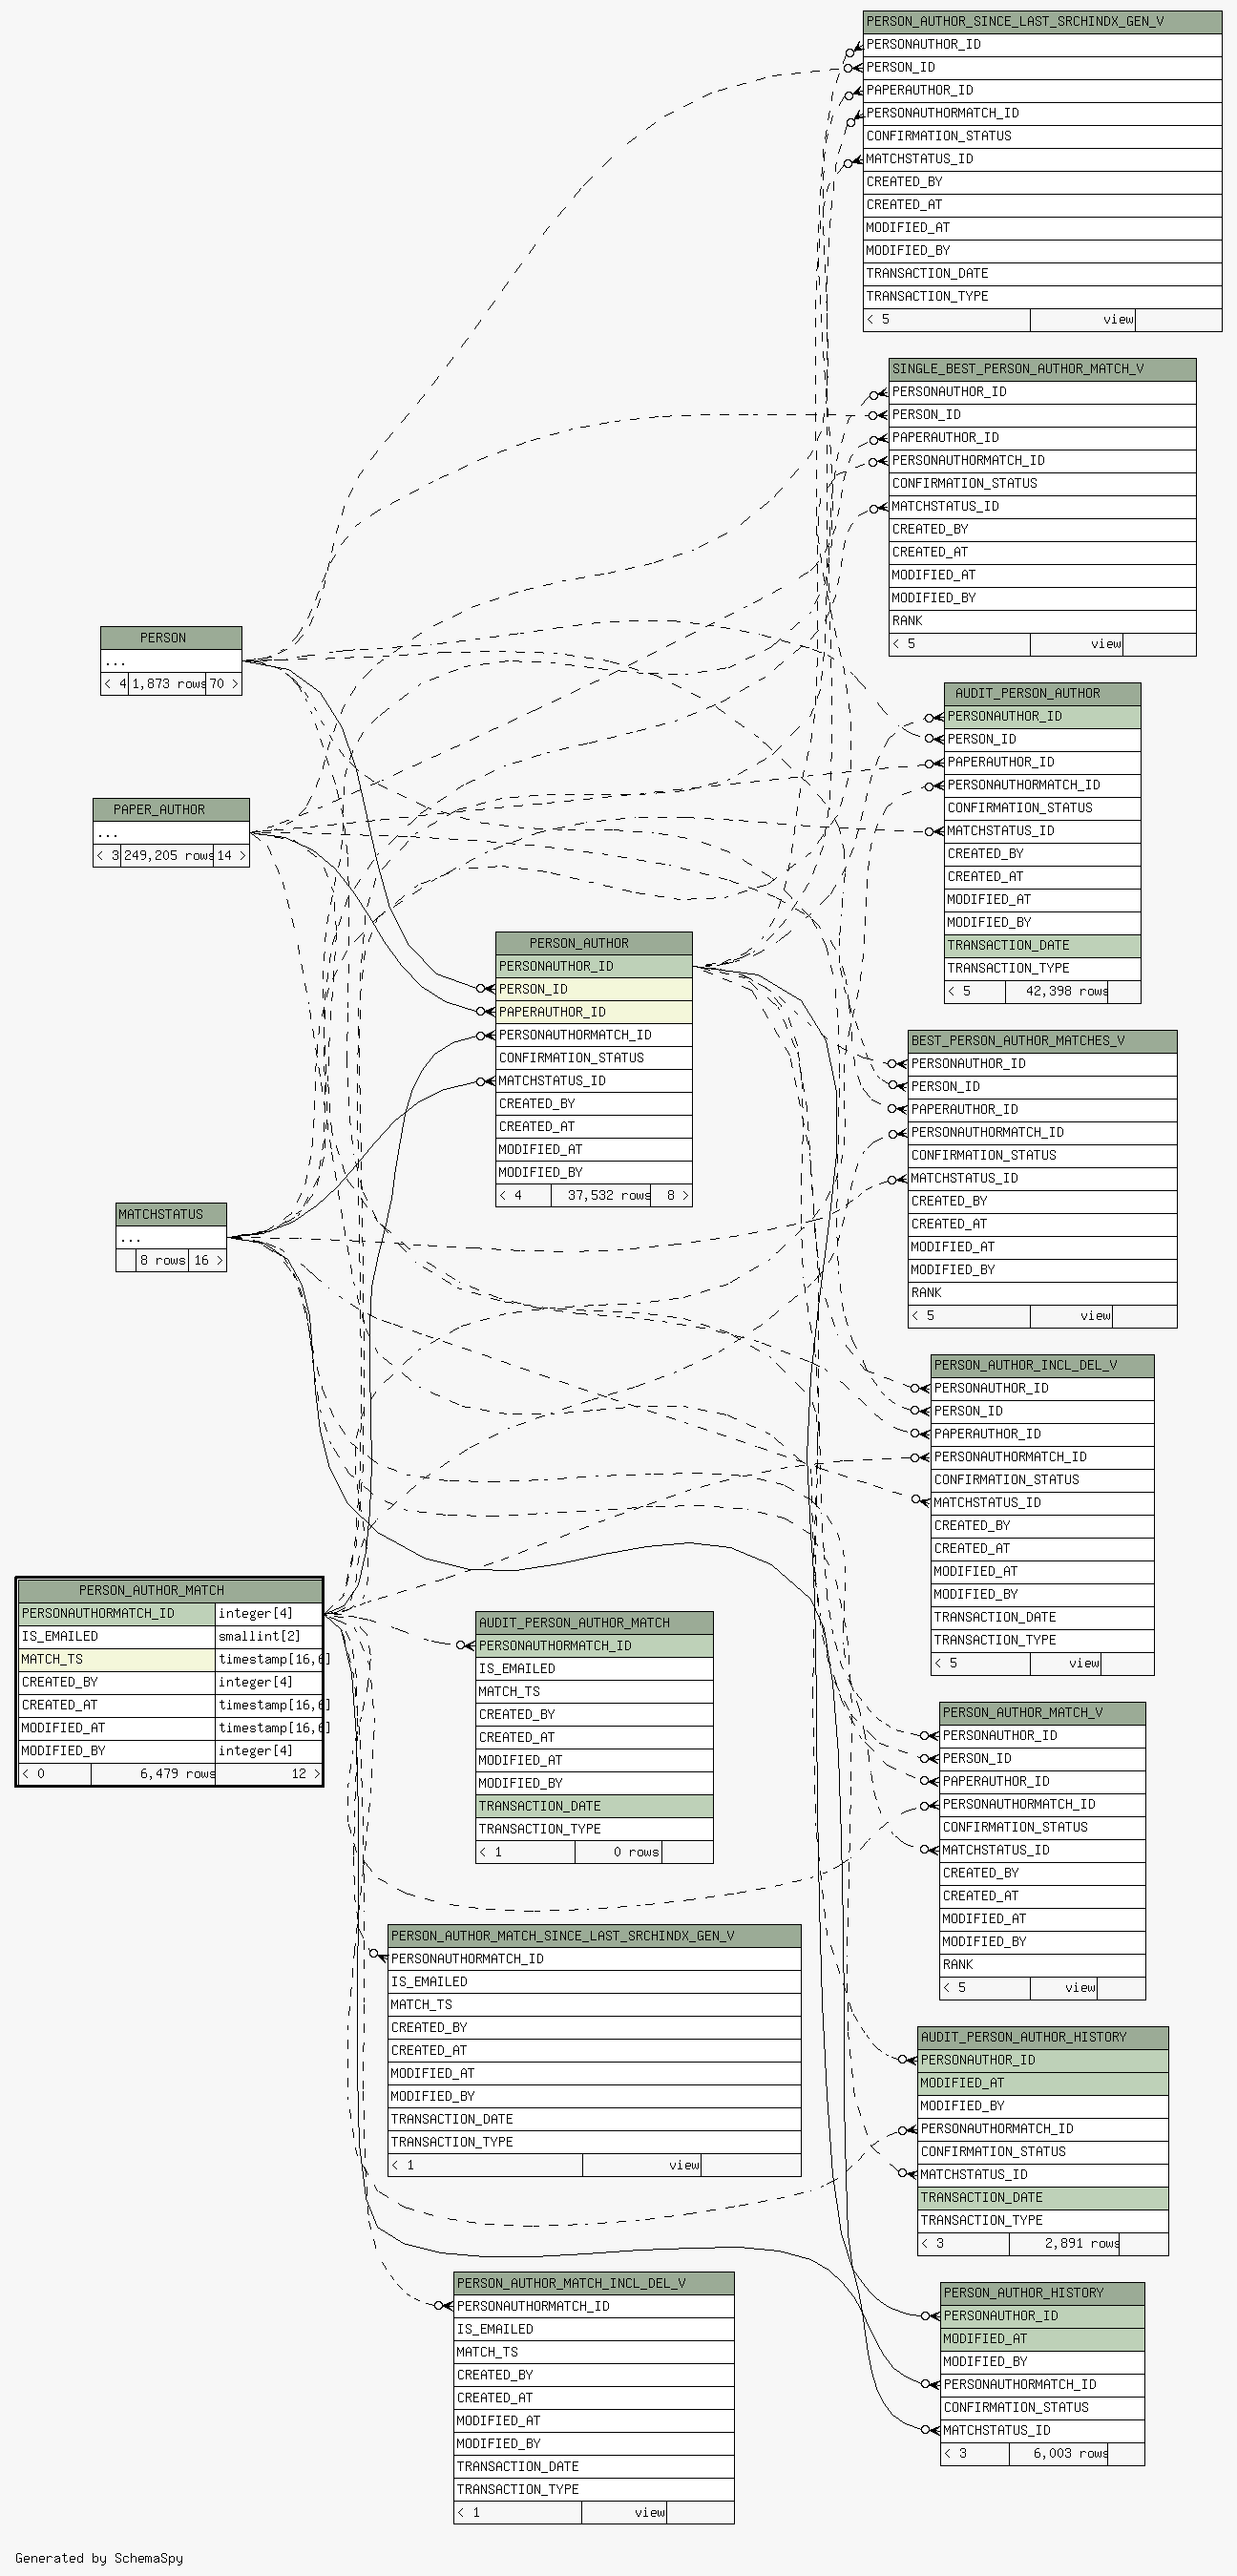 PERSON_AUTHOR_SINCE_LAST_SRCHINDX_GEN_V
PERSONAUTHOR_ID
PERSON_ID
PAPERAUTHOR_ID
PERSONAUTHORMATCH_ID
CONFIRMATION_STATUS
MATCHSTATUS_ID
CREATED_BY
CREATED_AT
MODIFIED_AT
MODIFIED_BY
TRANSACTION_DATE
TRANSACTION_TYPE
< 5 view
SINGLE_BEST_PERSON_AUTHOR_MATCH_V
PERSONAUTHOR_ID
PERSON_ID
PAPERAUTHOR_ID
PERSONAUTHORMATCH_ID
CONFIRMATION_STATUS
MATCHSTATUS_ID
CREATED_BY
CREATED_AT
MODIFIED_AT
MODIFIED_BY
RANK
< 5 view
PERSON
...
< 4 1,873 rows 70 >
AUDIT_PERSON_AUTHOR
PERSONAUTHOR_ID
PERSON_ID
PAPERAUTHOR_ID
PERSONAUTHORMATCH_ID
CONFIRMATION_STATUS
MATCHSTATUS_ID
CREATED_BY
CREATED_AT
MODIFIED_AT
MODIFIED_BY
TRANSACTION_DATE
TRANSACTION_TYPE
< 5 42,398 rows
PAPER_AUTHOR
...
< 3 249,205 rows 14 >
PERSON_AUTHOR
PERSONAUTHOR_ID
PERSON_ID
PAPERAUTHOR_ID
PERSONAUTHORMATCH_ID
CONFIRMATION_STATUS
MATCHSTATUS_ID
CREATED_BY
CREATED_AT
MODIFIED_AT
MODIFIED_BY
< 4 37,532 rows 8 >
BEST_PERSON_AUTHOR_MATCHES_V
PERSONAUTHOR_ID
PERSON_ID
PAPERAUTHOR_ID
PERSONAUTHORMATCH_ID
CONFIRMATION_STATUS
MATCHSTATUS_ID
CREATED_BY
CREATED_AT
MODIFIED_AT
MODIFIED_BY
RANK
< 5 view
MATCHSTATUS
...
8 rows 16 >
PERSON_AUTHOR_INCL_DEL_V
PERSONAUTHOR_ID
PERSON_ID
PAPERAUTHOR_ID
PERSONAUTHORMATCH_ID
CONFIRMATION_STATUS
MATCHSTATUS_ID
CREATED_BY
CREATED_AT
MODIFIED_AT
MODIFIED_BY
TRANSACTION_DATE
TRANSACTION_TYPE
< 5 view
PERSON_AUTHOR_MATCH
PERSONAUTHORMATCH_ID integer[4]
IS_EMAILED smallint[2]
MATCH_TS timestamp[16,6]
CREATED_BY integer[4]
CREATED_AT timestamp[16,6]
MODIFIED_AT timestamp[16,6]
MODIFIED_BY integer[4]
< 0 6,479 rows 12 >
AUDIT_PERSON_AUTHOR_MATCH
PERSONAUTHORMATCH_ID
IS_EMAILED
MATCH_TS
CREATED_BY
CREATED_AT
MODIFIED_AT
MODIFIED_BY
TRANSACTION_DATE
TRANSACTION_TYPE
< 1 0 rows
PERSON_AUTHOR_MATCH_V
PERSONAUTHOR_ID
PERSON_ID
PAPERAUTHOR_ID
PERSONAUTHORMATCH_ID
CONFIRMATION_STATUS
MATCHSTATUS_ID
CREATED_BY
CREATED_AT
MODIFIED_AT
MODIFIED_BY
RANK
< 5 view
PERSON_AUTHOR_MATCH_SINCE_LAST_SRCHINDX_GEN_V
PERSONAUTHORMATCH_ID
IS_EMAILED
MATCH_TS
CREATED_BY
CREATED_AT
MODIFIED_AT
MODIFIED_BY
TRANSACTION_DATE
TRANSACTION_TYPE
< 1 view
AUDIT_PERSON_AUTHOR_HISTORY
PERSONAUTHOR_ID
MODIFIED_AT
MODIFIED_BY
PERSONAUTHORMATCH_ID
CONFIRMATION_STATUS
MATCHSTATUS_ID
TRANSACTION_DATE
TRANSACTION_TYPE
< 3 2,891 rows
PERSON_AUTHOR_MATCH_INCL_DEL_V
PERSONAUTHORMATCH_ID
IS_EMAILED
MATCH_TS
CREATED_BY
CREATED_AT
MODIFIED_AT
MODIFIED_BY
TRANSACTION_DATE
TRANSACTION_TYPE
< 1 view
PERSON_AUTHOR_HISTORY
PERSONAUTHOR_ID
MODIFIED_AT
MODIFIED_BY
PERSONAUTHORMATCH_ID
CONFIRMATION_STATUS
MATCHSTATUS_ID
< 3 6,003 rows
Generated by SchemaSpy